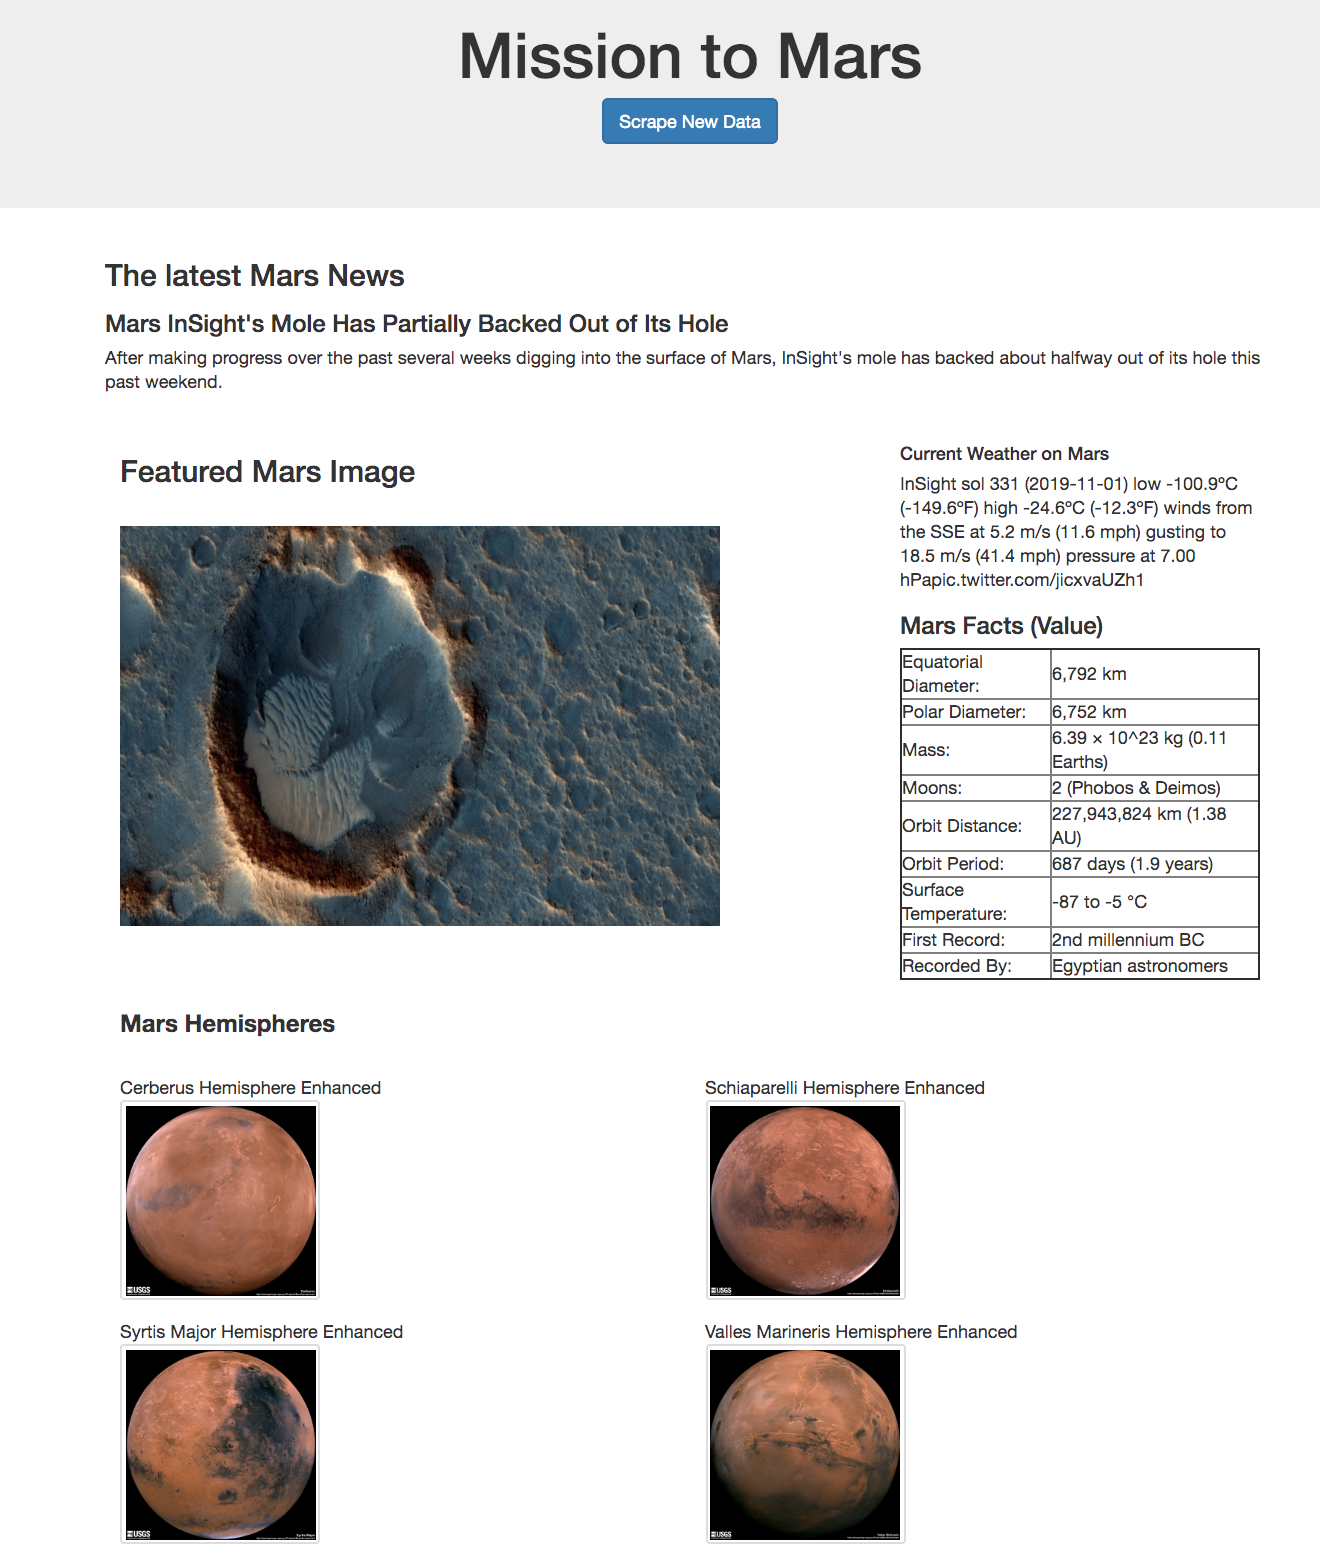 Mission to Mars
Scrape New Data
The latest Mars News
Mars InSight's Mole Has Partially Backed Out of Its Hole
After making progress over the past several weeks digging into the surface of Mars, InSight's mole has backed about halfway out of its hole this
past weekend.
Featured Mars Image
Current Weather on Mars
InSight sol 331 (2019-11-01) low -100.9ºC
(-149.6ºF) high -24.6ºC (-12.3ºF) winds from
the SSE at 5.2 m/s (11.6 mph) gusting to
18.5 m/s (41.4 mph) pressure at 7.00
hPapic.twitter.com/jicxvaUZh1
Mars Facts (Value)
Equatorial
Diameter:
6,792 km
Polar Diameter:
6,752 km
Mass:
6.39 × 10^23 kg (0.11
Earths)
Moons:
2 (Phobos & Deimos)
Orbit Distance:
227,943,824 km (1.38
AU)
Orbit Period:
687 days (1.9 years)
Surface
Temperature:
-87 to -5 °C
First Record:
2nd millennium BC
Recorded By:
Egyptian astronomers
Mars Hemispheres
Cerberus Hemisphere Enhanced
USGS
Schiaparelli Hemisphere Enhanced
USGS
Syrtis Major Hemisphere Enhanced
USGS
Syrtis Major
Valles Marineris Hemisphere Enhanced
USGS